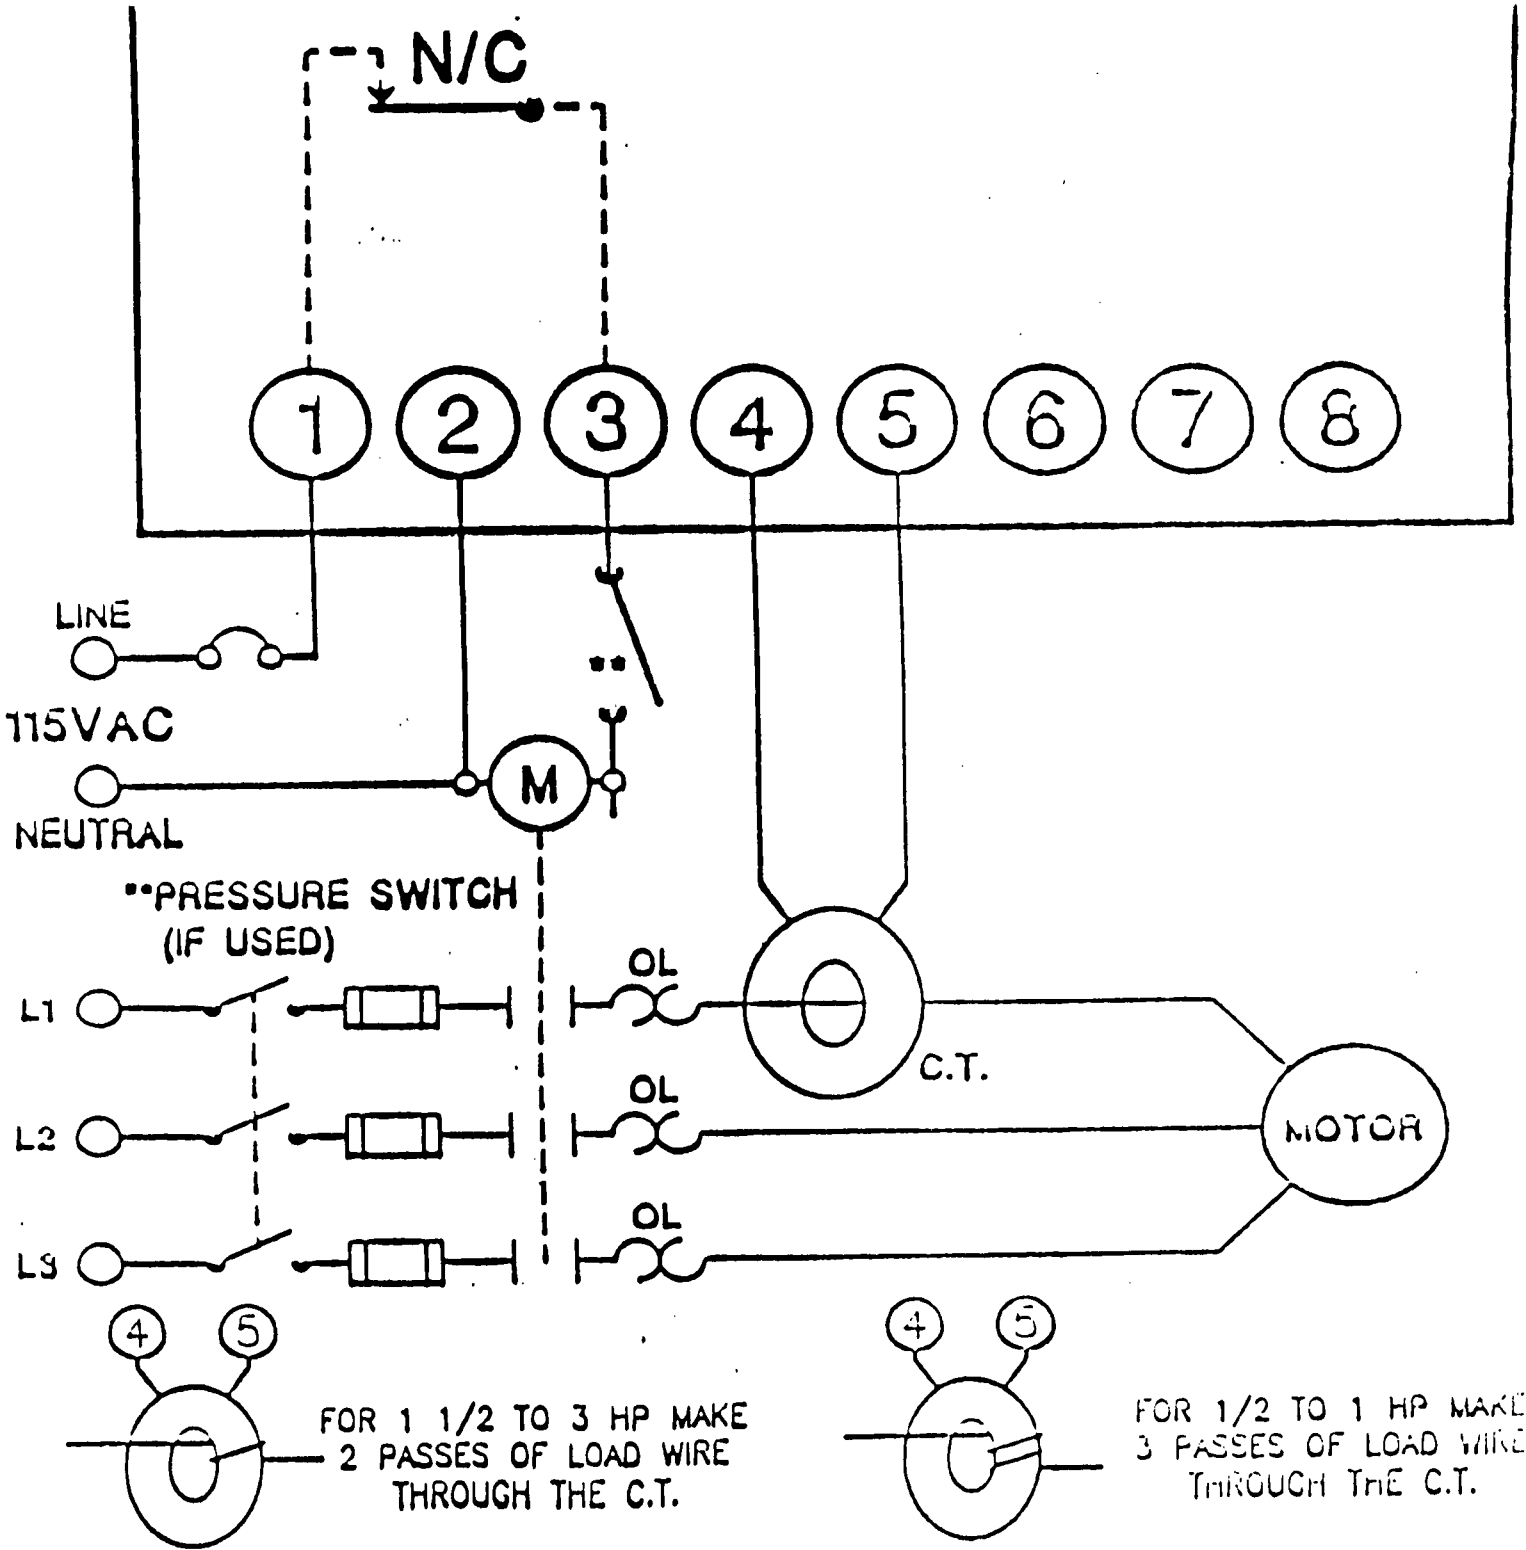 N/C
1 2 3 4 5 6 7 8
LINE
**
115VAC
M
NEUTRAL
**PRESSURE SWITCH
(IF USED)
OL
L1
C.T.
OL
L2
MOTOR
OL
L3
4 5
FOR 1 1/2 TO 3 HP MAKE
2 PASSES OF LOAD WIRE
THROUGH THE C.T.
4 5
FOR 1/2 TO 1 HP MAKE
3 PASSES OF LOAD WIRE
THROUGH THE C.T.